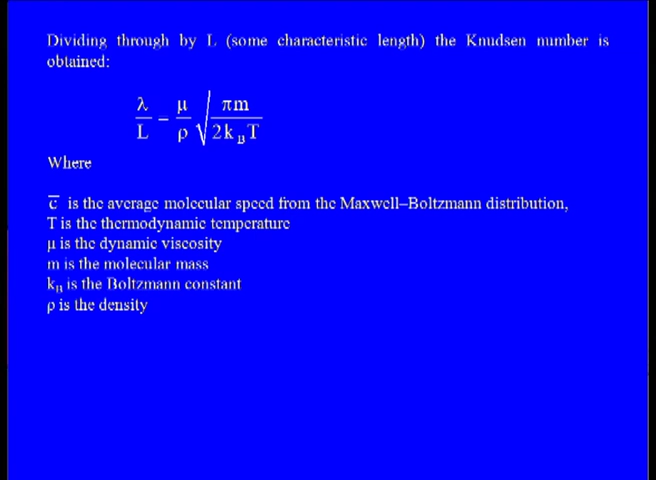 Dividing through by L (some characteristic length) the Knudsen number is
obtained:
λ/L = μ/ρ √(πm/2k_BT)
Where
c̅ is the average molecular speed from the Maxwell–Boltzmann distribution,
T is the thermodynamic temperature
μ is the dynamic viscosity
m is the molecular mass
k_B is the Boltzmann constant
ρ is the density